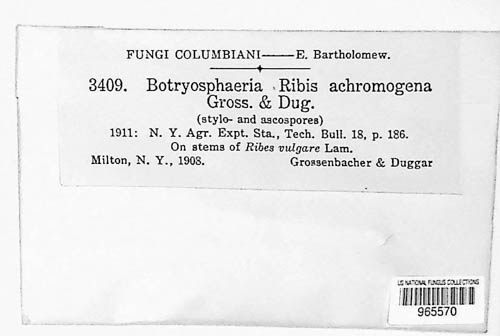 FUNGI COLUMBIANI—E. Bartholomew.
3409. Botryosphaeria Ribis achromogena
Gross. & Dug.
(stylo- and ascospores)
1911: N. Y. Agr. Expt. Sta., Tech. Bull. 18, p. 186.
On stems of Ribes vulgare Lam.
Milton, N. Y., 1908. Grossenbacher & Duggar
US NATIONAL FUNGUS COLLECTIONS
965570